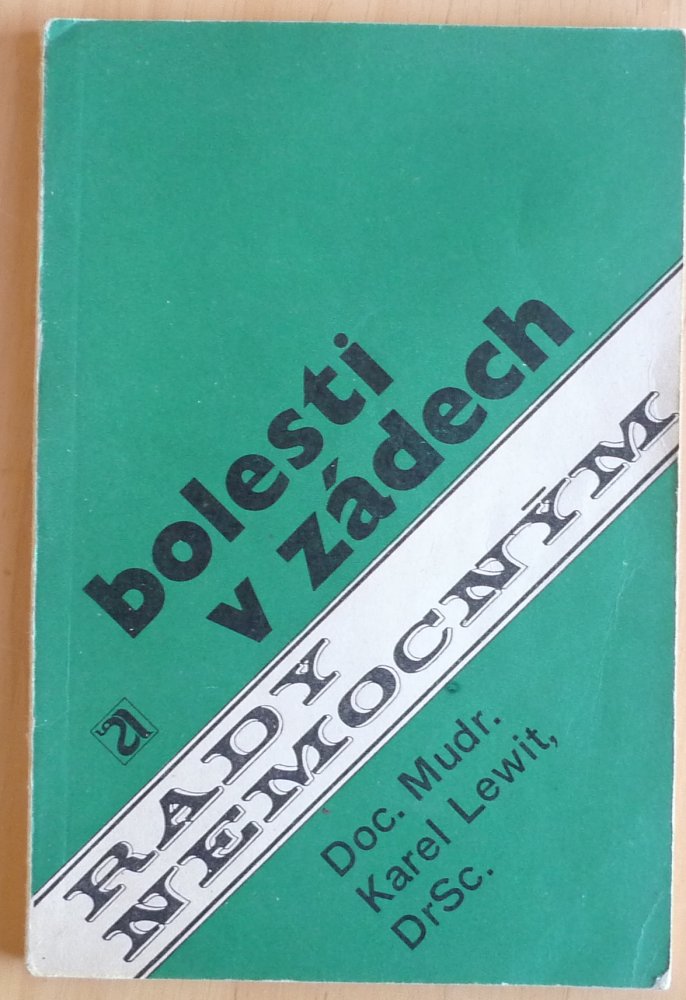 bolesti
v zádech
RADY
NEMOCNÝM
Doc. Mudr.
Karel Lewit,
DrSc.